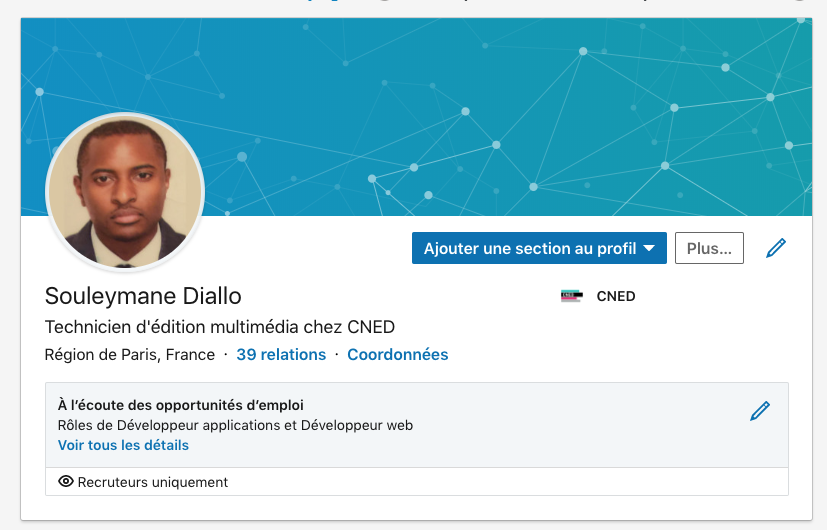 Ajouter une section au profil
Plus...
Souleymane Diallo
CNED
Technicien d'édition multimédia chez CNED
Région de Paris, France · 39 relations · Coordonnées
À l’écoute des opportunités d’emploi
Rôles de Développeur applications et Développeur web
Voir tous les détails
Recruteurs uniquement